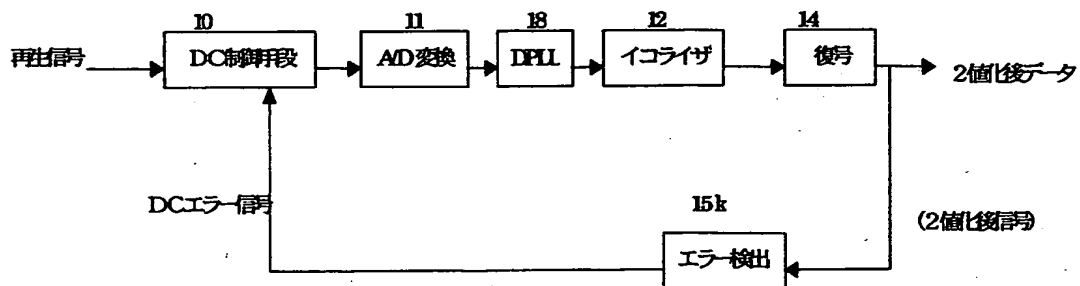 10
11
18
12
14
再生信号
DC制御手段
A/D変換
DPLL
イコライザ
復号
2値化後データ
DCエラー信号
15k
(2値化後信号)
エラー検出